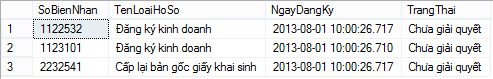 SoBienNhan TenLoaiHoSo NgayDangKy TrangThai
1 1122532 Đăng ký kinh doanh 2013-08-01 10:00:26.717 Chưa giải quyết
2 1123101 Đăng ký kinh doanh 2013-08-01 10:00:26.710 Chưa giải quyết
3 2232541 Cấp lại bản gốc giấy khai sinh 2013-08-01 10:00:26.717 Chưa giải quyết